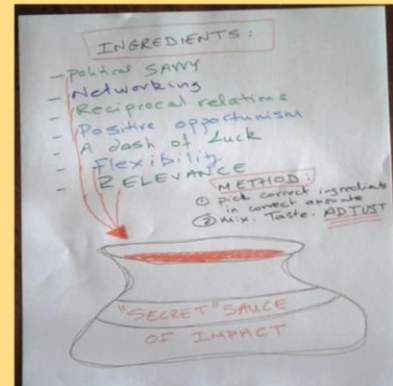 INGREDIENTS:
- Political SAVVY
- Networking
- Reciprocal relations
- Positive opportunism
- A dash of Luck
- Flexibility
- RELEVANCE
METHOD:
① pick correct ingredients
in correct amounts
② mix. Taste. ADJUST
"SECRET" SAUCE
OF IMPACT